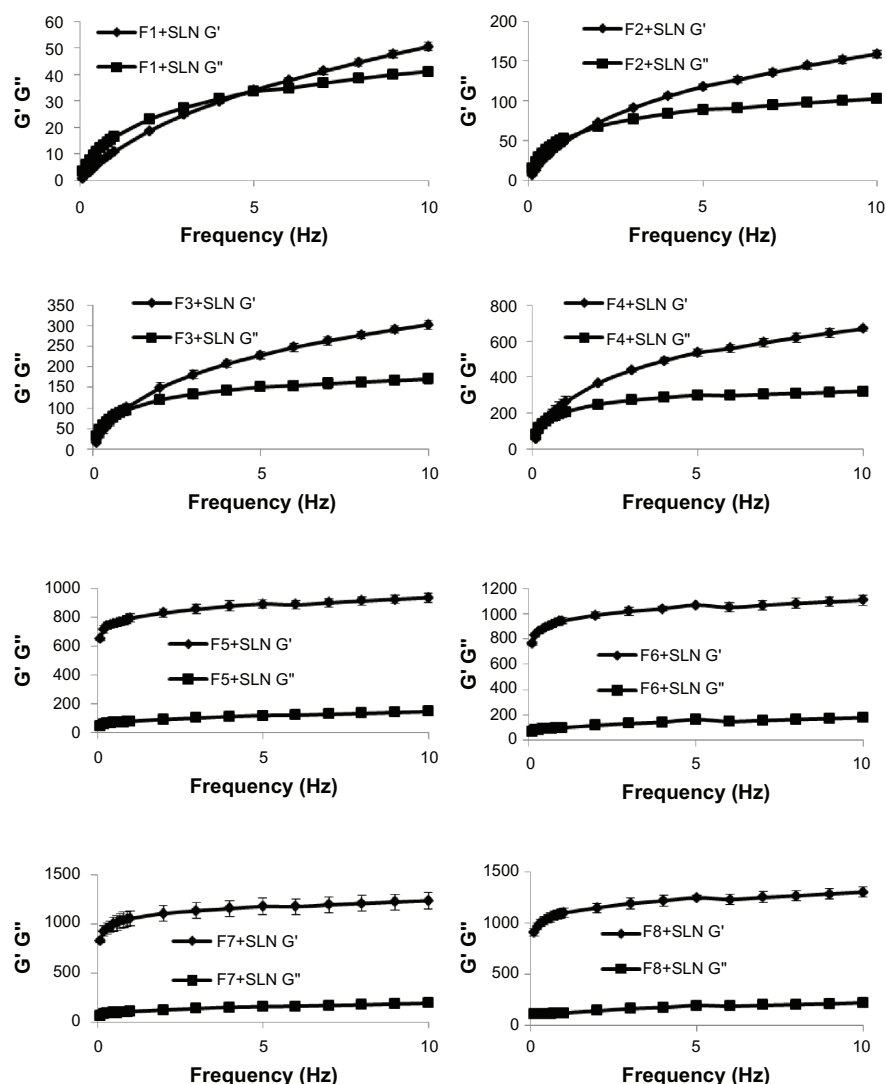 F1+SLN G'
F1+SLN G"
G' G"
60
50
40
30
20
10
0
0
5
10
Frequency (Hz)
F2+SLN G'
F2+SLN G"
G' G"
200
150
100
50
0
0
5
10
Frequency (Hz)
F3+SLN G'
F3+SLN G"
G' G"
350
300
250
200
150
100
50
0
0
5
10
Frequency (Hz)
F4+SLN G'
F4+SLN G"
G' G"
800
600
400
200
0
0
5
10
Frequency (Hz)
F5+SLN G'
F5+SLN G"
G' G"
1000
800
600
400
200
0
0
5
10
Frequency (Hz)
F6+SLN G'
F6+SLN G"
G' G"
1200
1000
800
600
400
200
0
0
5
10
Frequency (Hz)
F7+SLN G'
F7+SLN G"
G' G"
1500
1000
500
0
0
5
10
Frequency (Hz)
F8+SLN G'
F8+SLN G"
G' G"
1500
1000
500
0
0
5
10
Frequency (Hz)